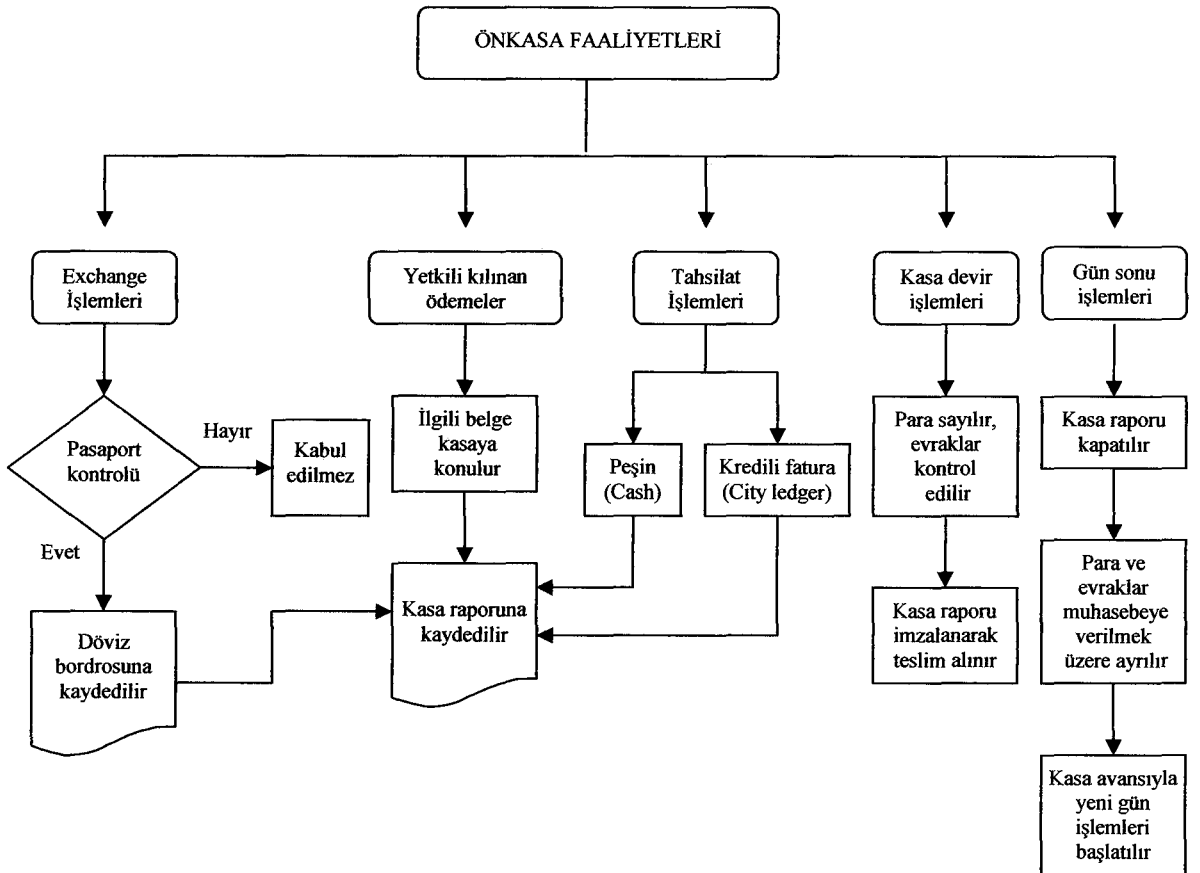 ÖNKASA FAALİYETLERİ
Exchange
İşlemleri
Yetkili kılınan
ödemeler
Tahsilat
İşlemleri
Kasa devir
işlemleri
Gün sonu
işlemleri
Pasaport
kontrolü
Hayır
Kabul
edilmez
Evet
Döviz
bordrosuna
kaydedilir
İlgili belge
kasaya
konulur
Kasa raporuna
kaydedilir
Peşin
(Cash)
Kredili fatura
(City ledger)
Para sayılır,
evraklar
kontrol
edilir
Kasa raporu
imzalanarak
teslim alınır
Kasa raporu
kapatılır
Para ve
evraklar
muhasebeye
verilmek
üzere ayrılır
Kasa avansıyla
yeni gün
işlemleri
başlatılır